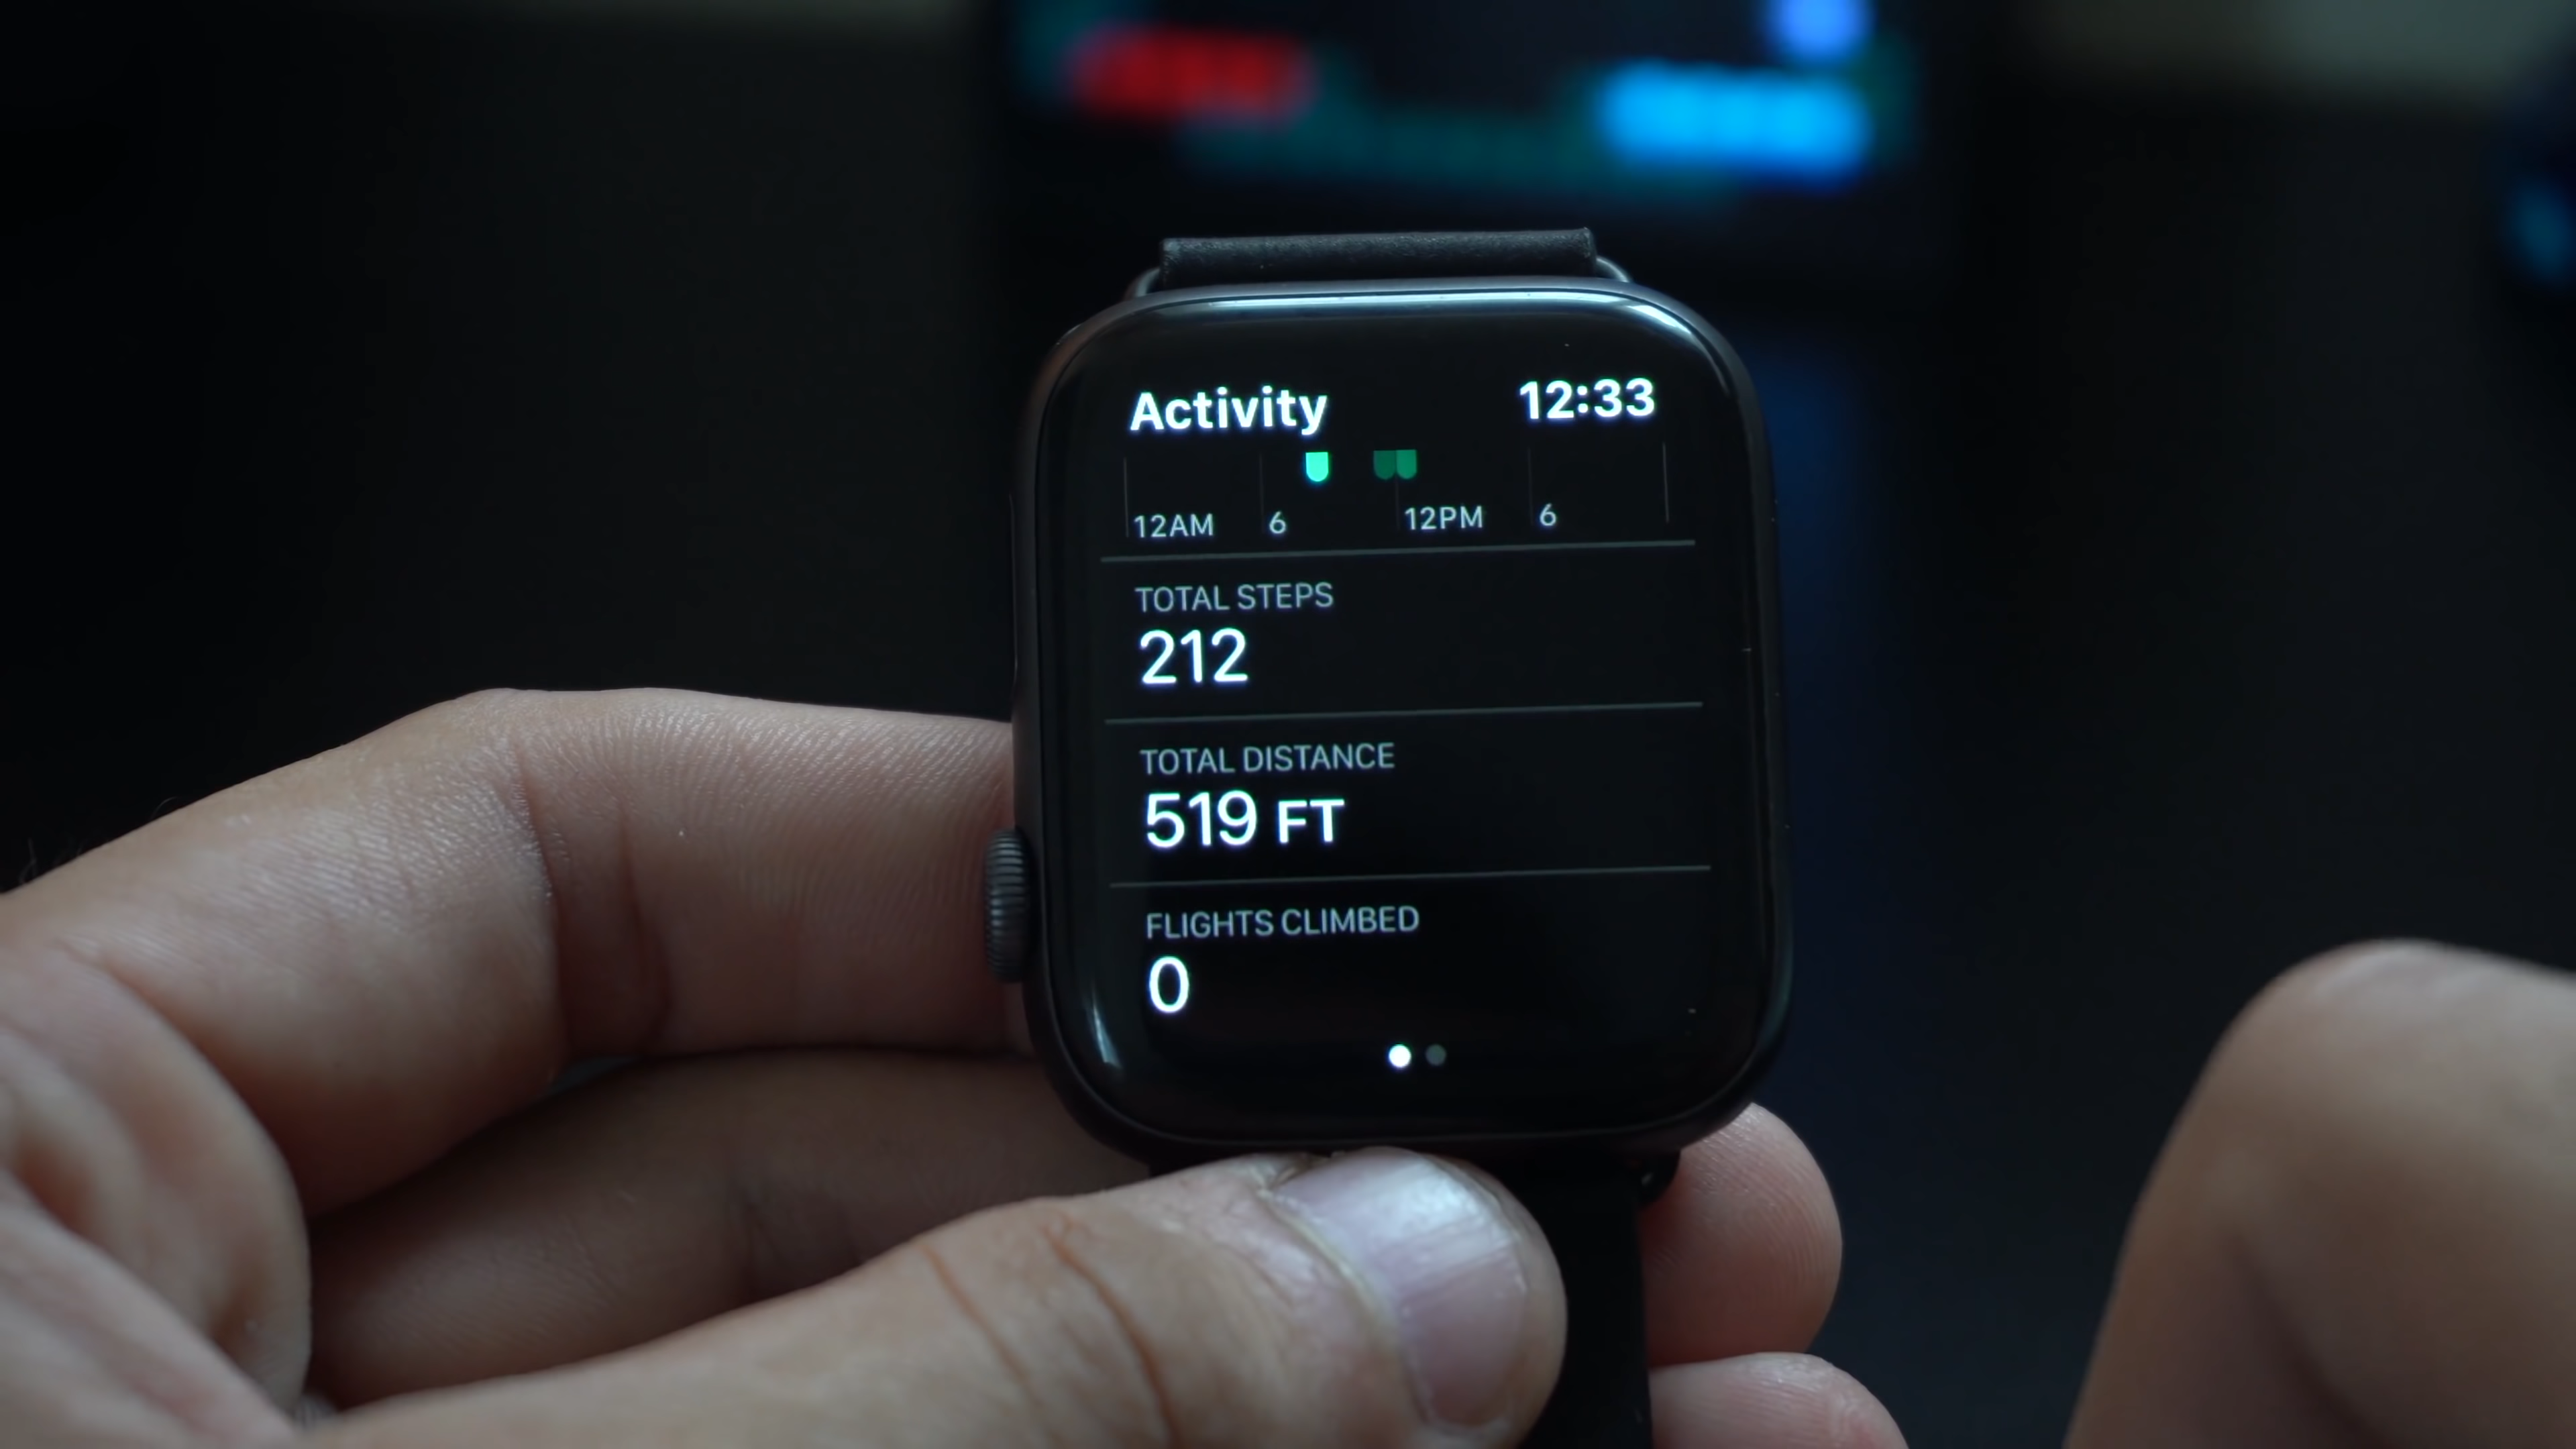 Activity 12:33
12AM 6 12PM 6
TOTAL STEPS
212
TOTAL DISTANCE
519 FT
FLIGHTS CLIMBED
0